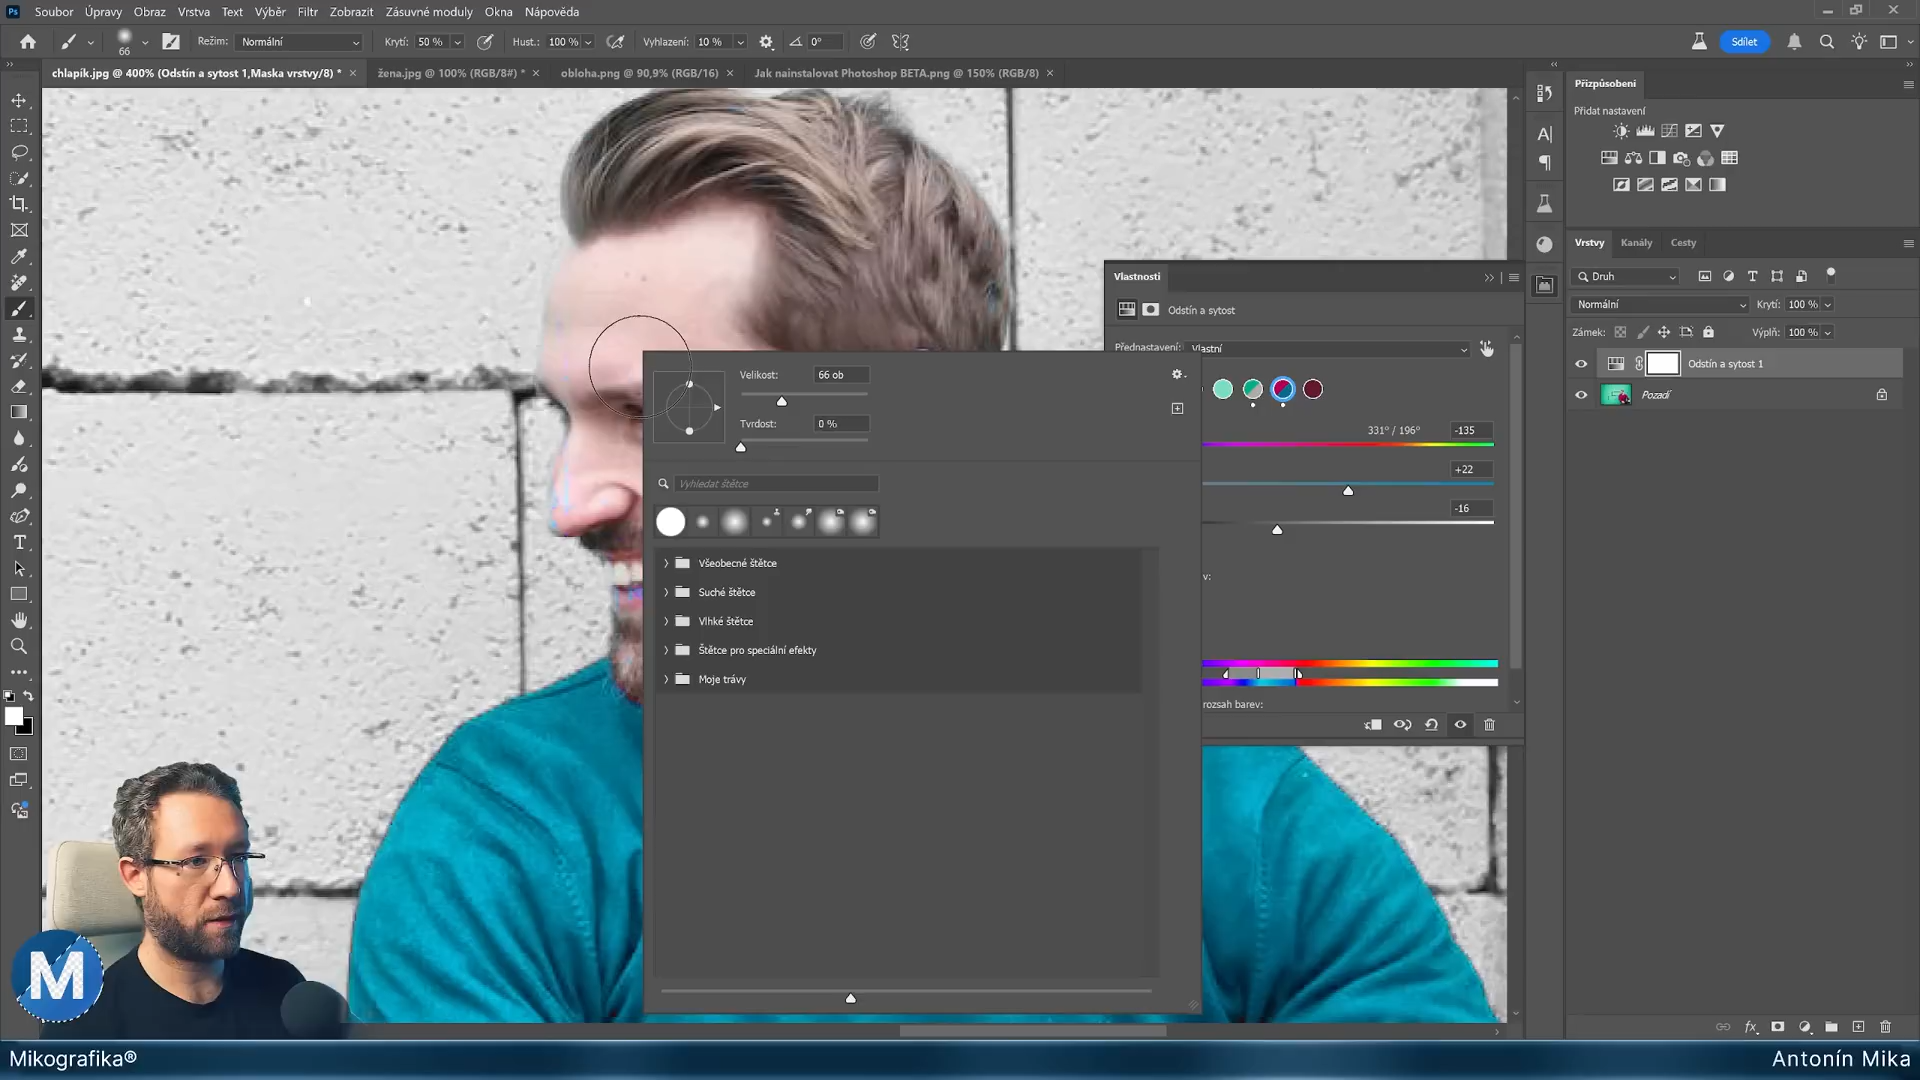 Ps Soubor Úpravy Obraz Vrstva Text Výběr Filtr Zobrazit Zásuvné moduly Okna Nápověda
66 Režim: Normální Krytí: 50 % Hust.: 100 % Vyhlazení: 10 % 0° Sdílet
chlapík.jpg @ 400% (Odstín a sytost 1,Maska vrstvy/8) * žena.jpg @ 100% (RGB/8#) * obloha.png @ 90,9% (RGB/16) Jak nainstalovat Photoshop BETA.png @ 150% (RGB/8)
Přizpůsobení
Přidat nastavení
Vrstvy Kanály Cesty
Druh
Normální Krytí: 100 %
Zámek: Výplň: 100 %
Odstín a sytost 1
Pozadí
Vlastnosti
Odstín a sytost
Přednastavení: Vlastní
331° / 196° -135
+22
-16
v:
rozsah barev:
Velikost: 66 ob
Tvrdost: 0 %
Vyhledat štětce
Všeobecné štětce
Suché štětce
Vlhké štětce
Štětce pro speciální efekty
Moje trávy
M
Mikografika® Antonín Mika